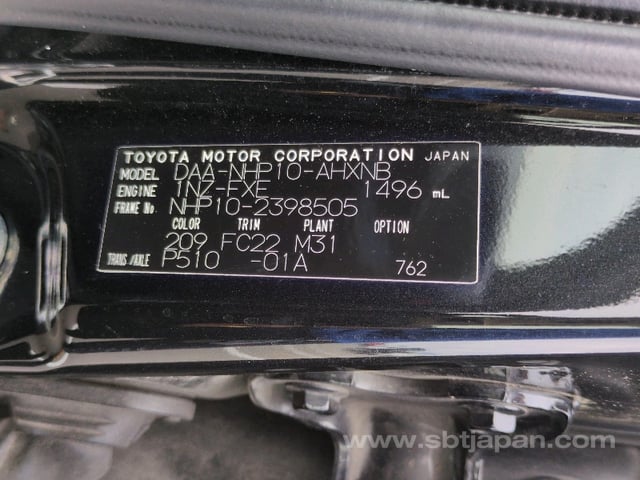 TOYOTA MOTOR CORPORATION JAPAN
MODEL DAA-NHP10-AHXNB
ENGINE 1NZ-FXE 1496 mL
FRAME No. NHP10-2398505
COLOR TRIM PLANT OPTION
209 FC22 M31
TRANS/AXLE P510 -01A 762
www.sbtjapan.com